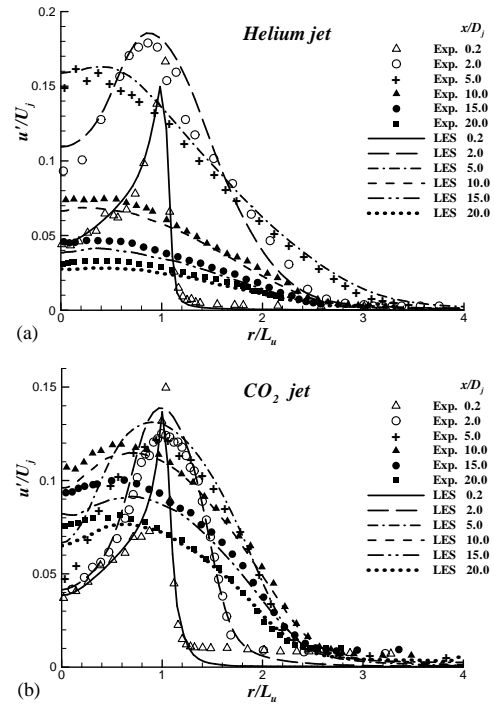 Helium jet
x/D_j
Exp. 0.2
Exp. 2.0
Exp. 5.0
Exp. 10.0
Exp. 15.0
Exp. 20.0
LES 0.2
LES 2.0
LES 5.0
LES 10.0
LES 15.0
LES 20.0
u'/U_j
0.2
0.15
0.1
0.05
0
0 1 2 3 4
r/L_u
(a)
CO_2 jet
x/D_j
Exp. 0.2
Exp. 2.0
Exp. 5.0
Exp. 10.0
Exp. 15.0
Exp. 20.0
LES 0.2
LES 2.0
LES 5.0
LES 10.0
LES 15.0
LES 20.0
u'/U_j
0.15
0.1
0.05
0
0 1 2 3 4
r/L_u
(b)